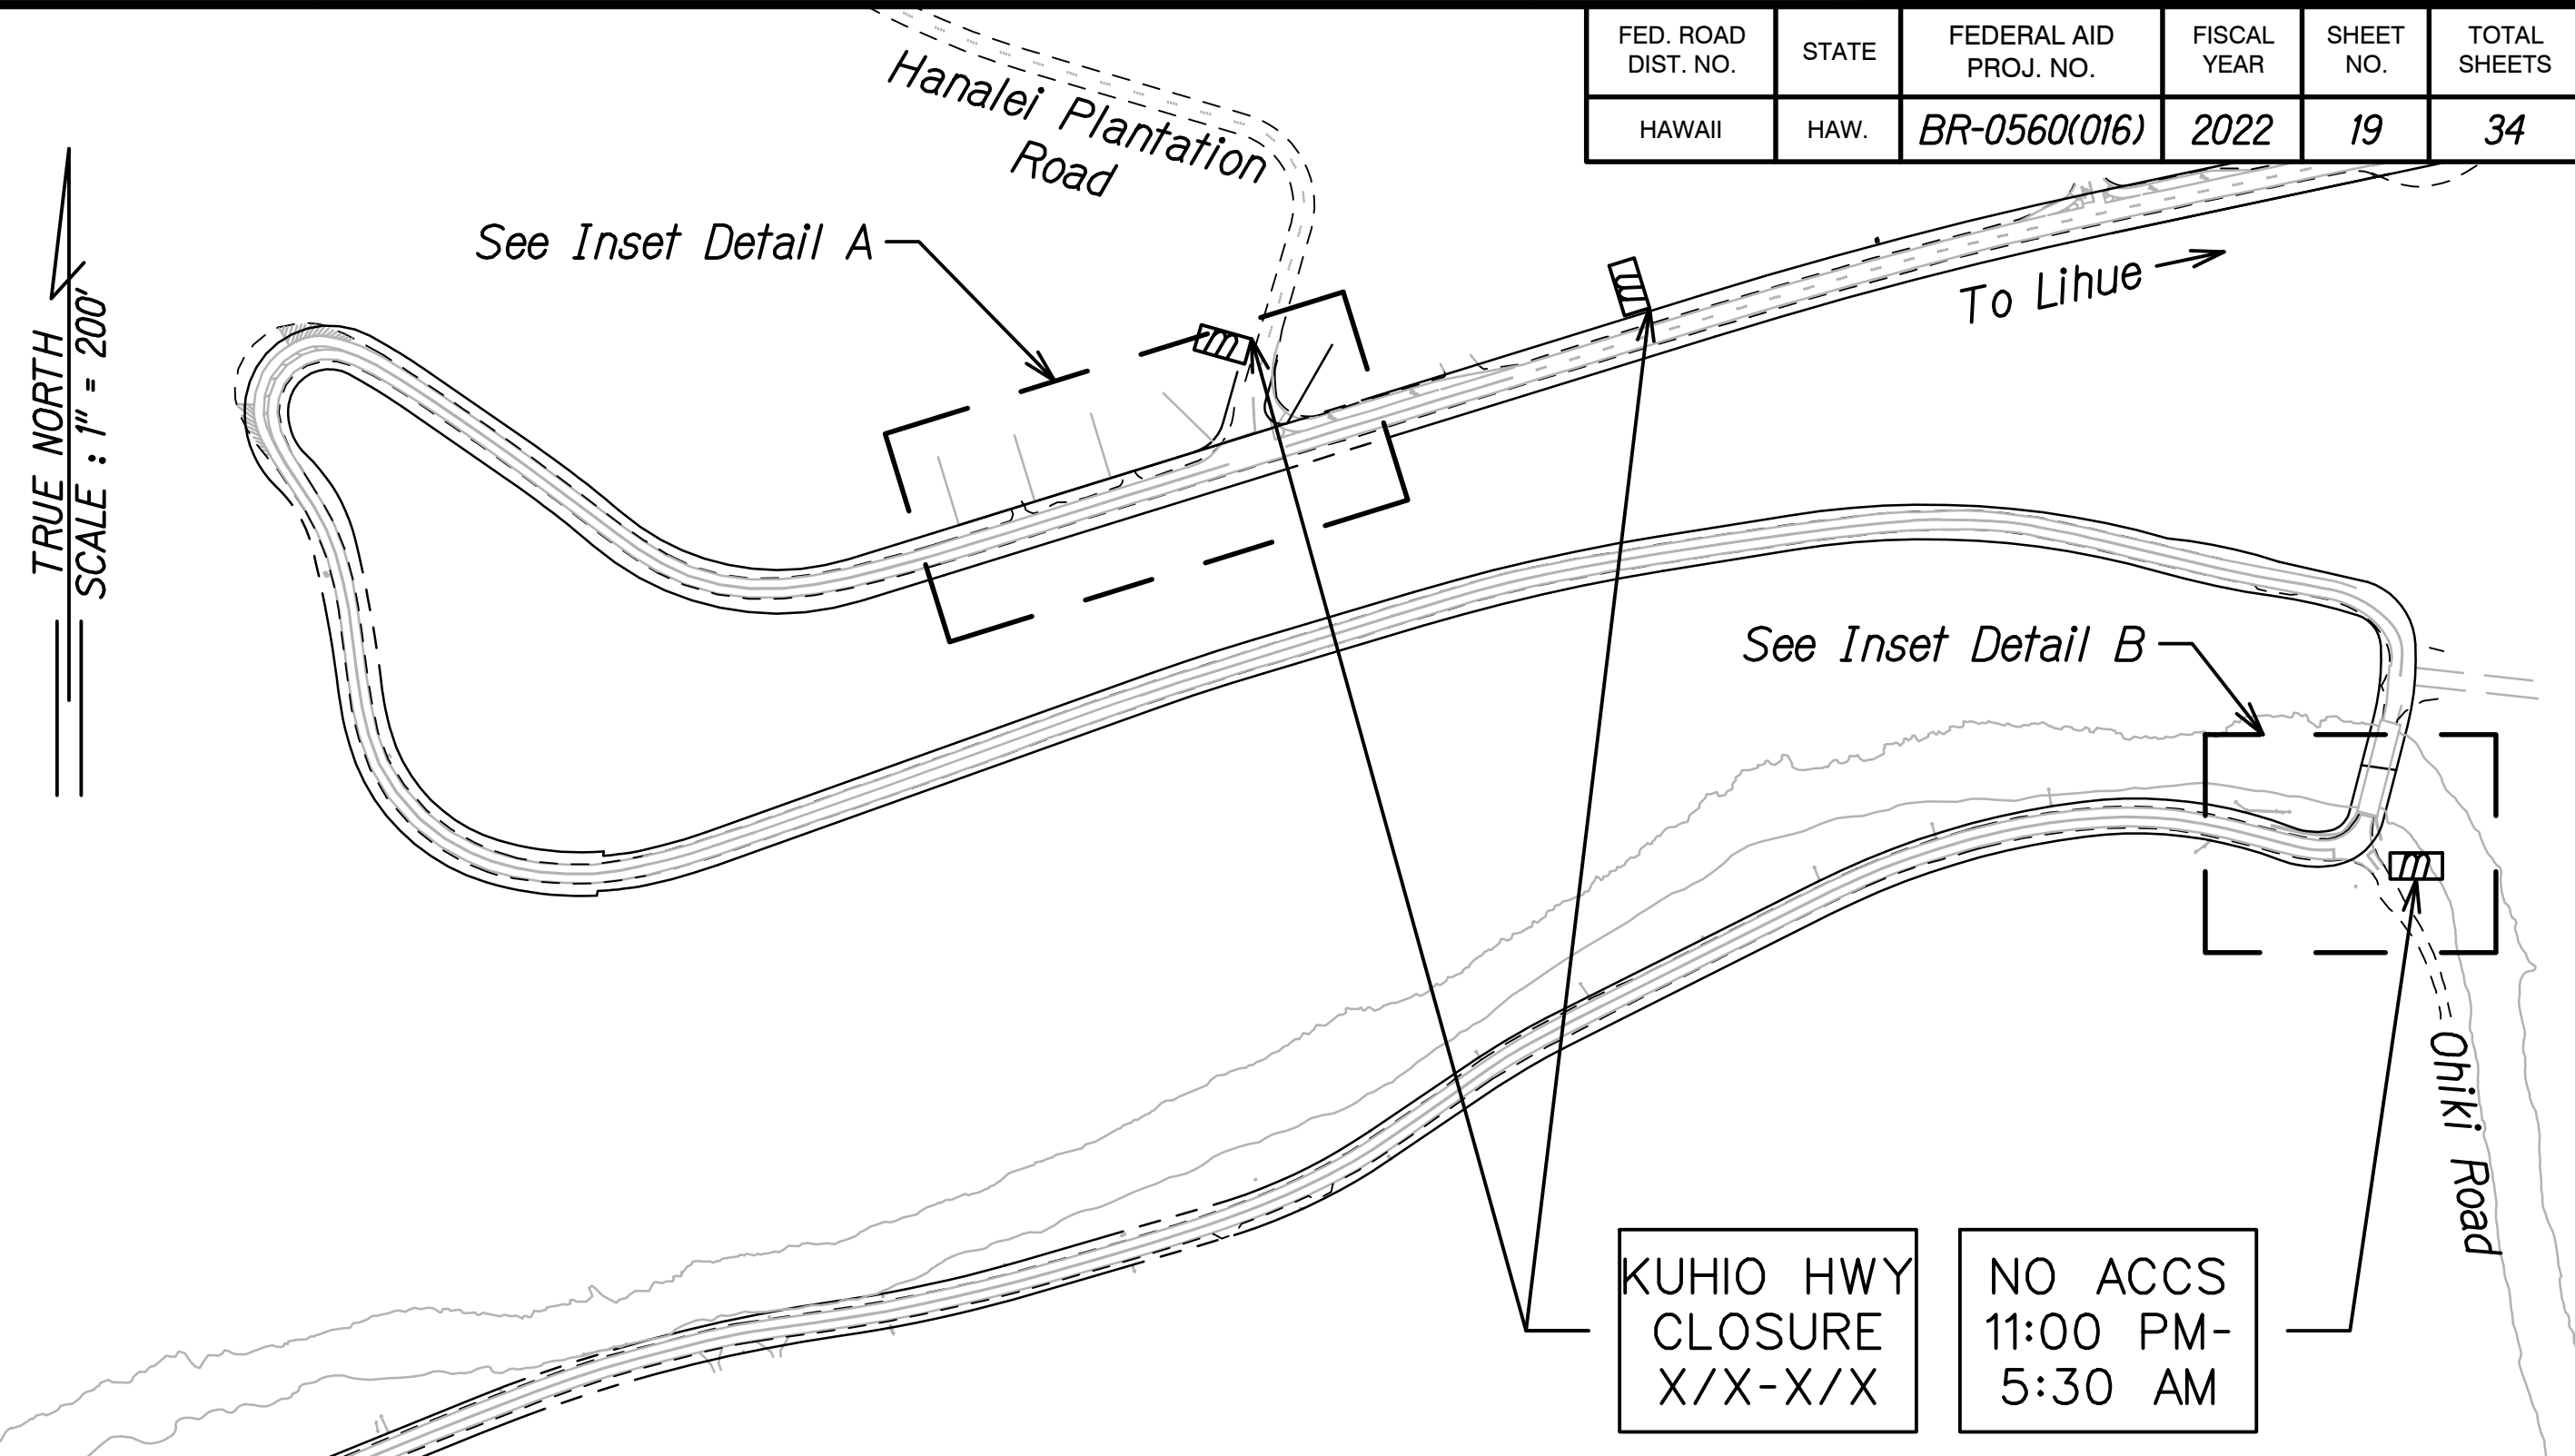 FED. ROAD DIST. NO.
STATE
FEDERAL AID PROJ. NO.
FISCAL YEAR
SHEET NO.
TOTAL SHEETS
HAWAII
HAW.
BR-0560(016)
2022
19
34
Hanalei Plantation
Road
See Inset Detail A
TRUE NORTH
SCALE : 1" = 200'
To Lihue
See Inset Detail B
Ohiki Road
KUHIO HWY
CLOSURE
X/X-X/X
NO ACCS
11:00 PM-
5:30 AM